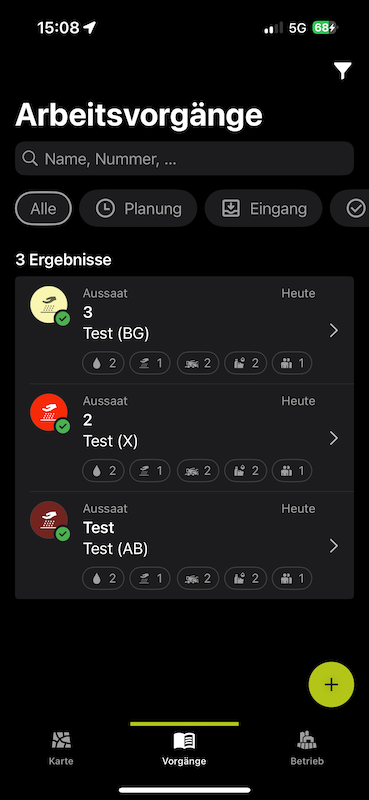 15:08 5G 68
Arbeitsvorgänge
Name, Nummer, ...
Alle Planung Eingang
3 Ergebnisse
Aussaat Heute
3
Test (BG)
2 1 2 2 1
Aussaat Heute
2
Test (X)
2 1 2 2 1
Aussaat Heute
Test
Test (AB)
2 1 2 2 1
+
Karte Vorgänge Betrieb